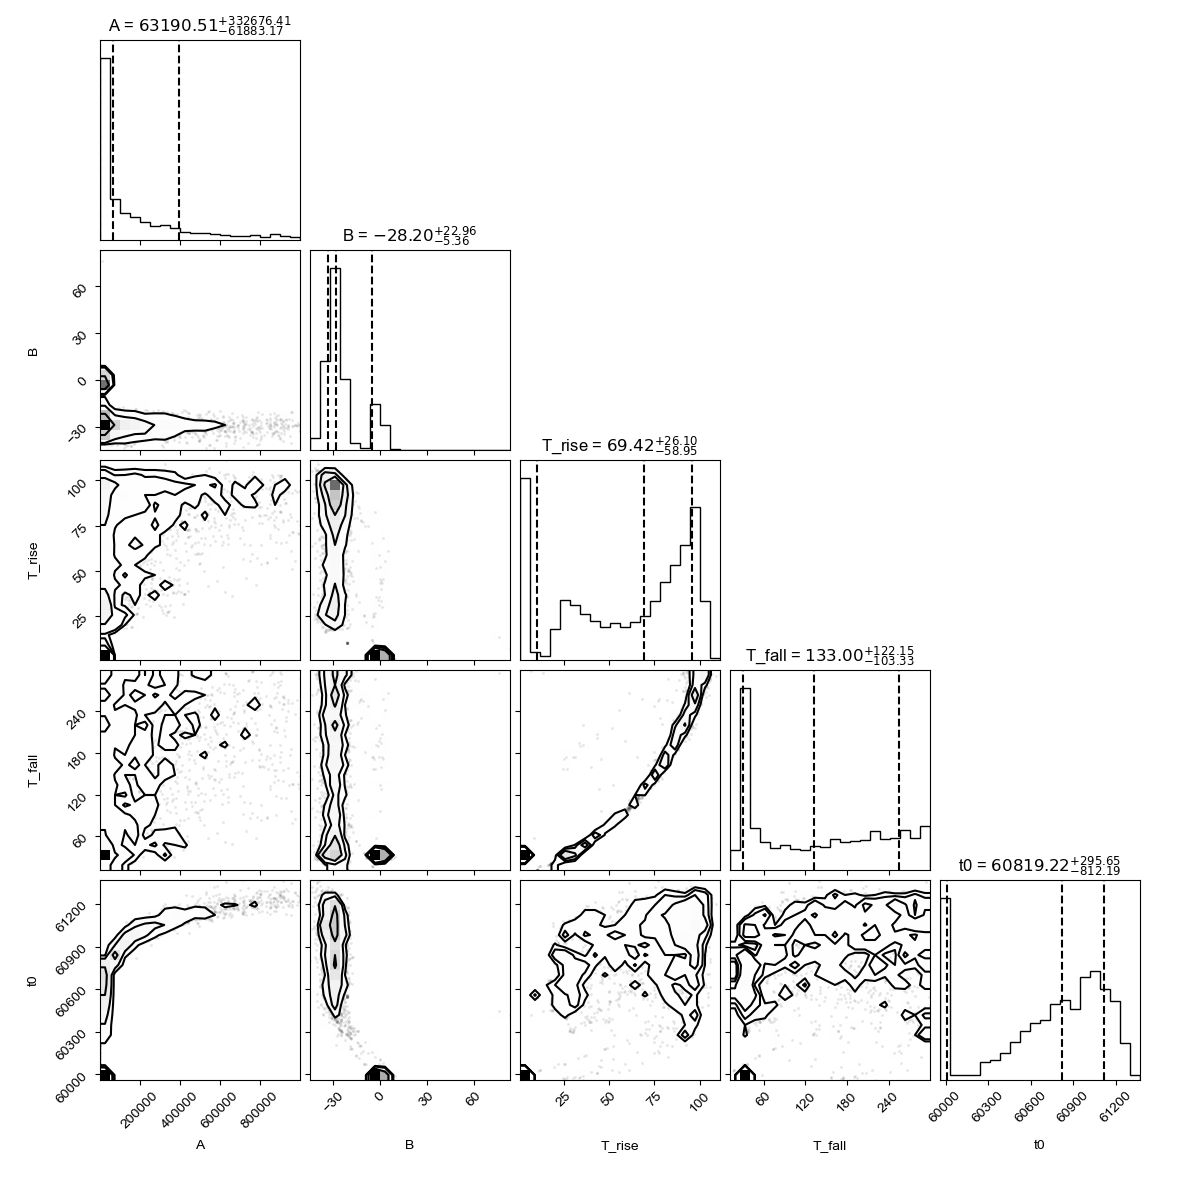 A = 63190.51+332676.41−61883.17
B = −28.20+22.96−5.36
60
30
0
−30
B
T_rise = 69.42+26.10−58.95
100
75
50
25
T_rise
T_fall = 133.00+122.15−103.33
240
180
120
60
T_fall
t0 = 60819.22+295.65−812.19
61200
60900
60600
60300
60000
t0
200000 400000 600000 800000
−30 0 30 60
25 50 75 100
60 120 180 240
60000 60300 60600 60900 61200
A B T_rise T_fall t0